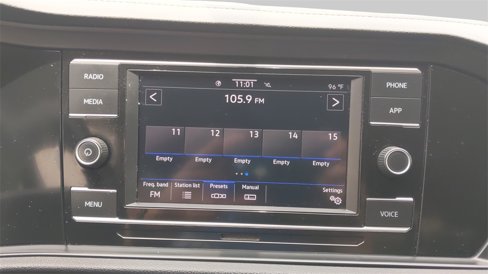 RADIO
MEDIA
MENU
11:01
96 °F
105.9 FM
<
>
11 12 13 14 15
Empty Empty Empty Empty Empty
Freq. band Station list Presets Manual Settings
FM
PHONE
APP
VOICE